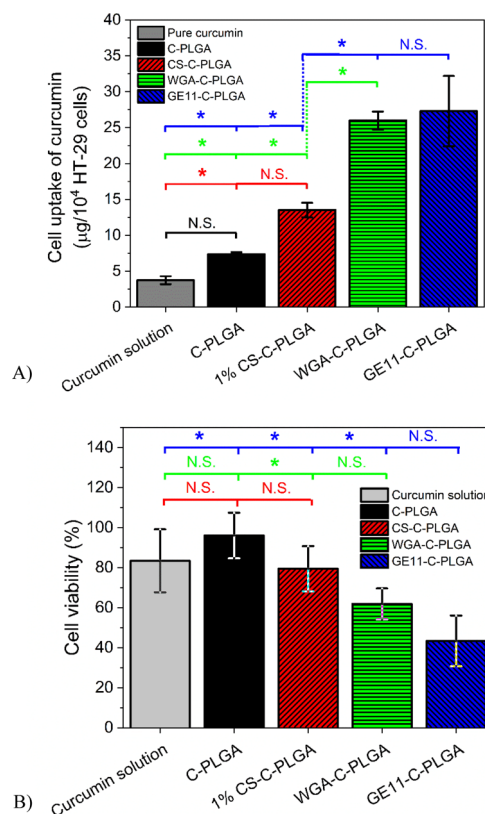 Pure curcumin
C-PLGA
CS-C-PLGA
WGA-C-PLGA
GE11-C-PLGA
* N.S.
*
* *
* *
* N.S.
N.S.
Cell uptake of curcumin
(µg/10⁴ HT-29 cells)
40
35
30
25
20
15
10
5
0
Curcumin solution
C-PLGA
1% CS-C-PLGA
WGA-C-PLGA
GE11-C-PLGA
A)
* * * N.S.
N.S. * N.S.
N.S. N.S.
Curcumin solution
C-PLGA
CS-C-PLGA
WGA-C-PLGA
GE11-C-PLGA
Cell viability (%)
140
120
100
80
60
40
20
0
Curcumin solution
C-PLGA
1% CS-C-PLGA
WGA-C-PLGA
GE11-C-PLGA
B)